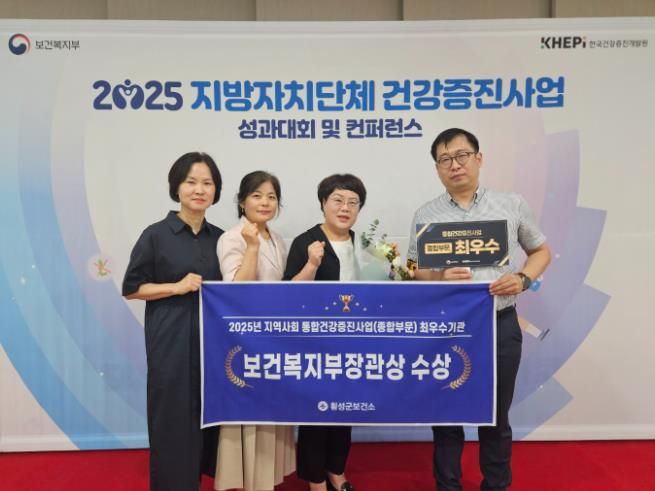 보건복지부
KHEPI 한국건강증진개발원
2025 지방자치단체 건강증진사업
성과대회 및 컨퍼런스
통합건강증진사업
종합부문 최우수
2025년 지역사회 통합건강증진사업(종합부문) 최우수기관
보건복지부장관상 수상
횡성군보건소